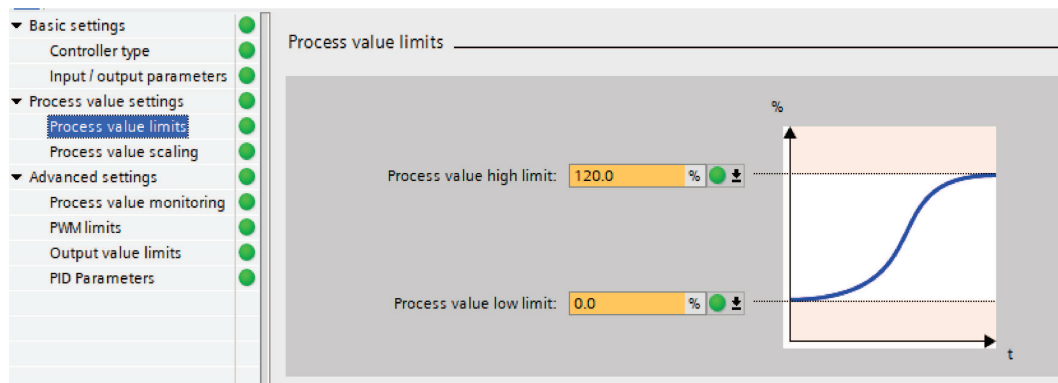 Basic settings
Controller type
Input / output parameters
Process value settings
Process value limits
Process value scaling
Advanced settings
Process value monitoring
PWM limits
Output value limits
PID Parameters
Process value limits
%
Process value high limit: 120.0 %
Process value low limit: 0.0 %
t